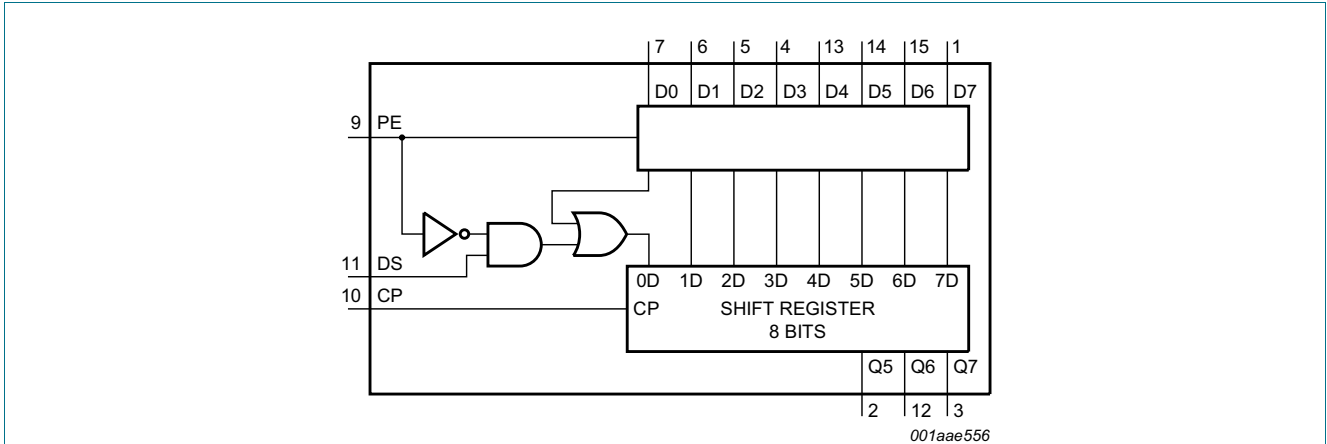 7 6 5 4 13 14 15 1
D0 D1 D2 D3 D4 D5 D6 D7
9 PE
11 DS
10 CP
0D 1D 2D 3D 4D 5D 6D 7D
CP SHIFT REGISTER
8 BITS
Q5 Q6 Q7
2 12 3
001aae556